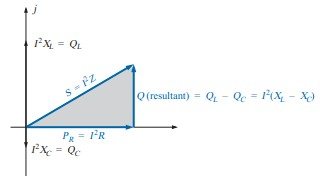 j
I²X_L = Q_L
S = I²Z
Q (resultant) = Q_L − Q_C = I²(X_L − X_C)
P_R = I²R
I²X_C = Q_C